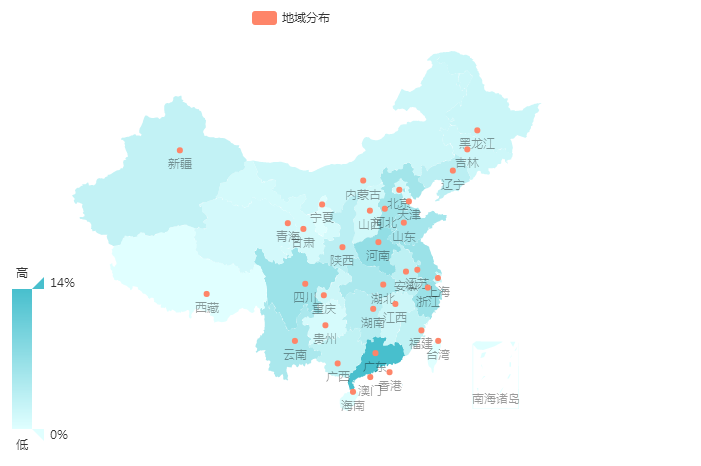 地域分布
黑龙江
吉林
新疆
辽宁
内蒙古
北京
天津
宁夏
山西
河北
青海
甘肃
山东
陕西
河南
高
14%
西藏
四川
重庆
湖北
安徽
江苏
上海
浙江
湖南
江西
贵州
云南
福建
台湾
广东
广西
澳门
香港
海南
南海诸岛
0%
低